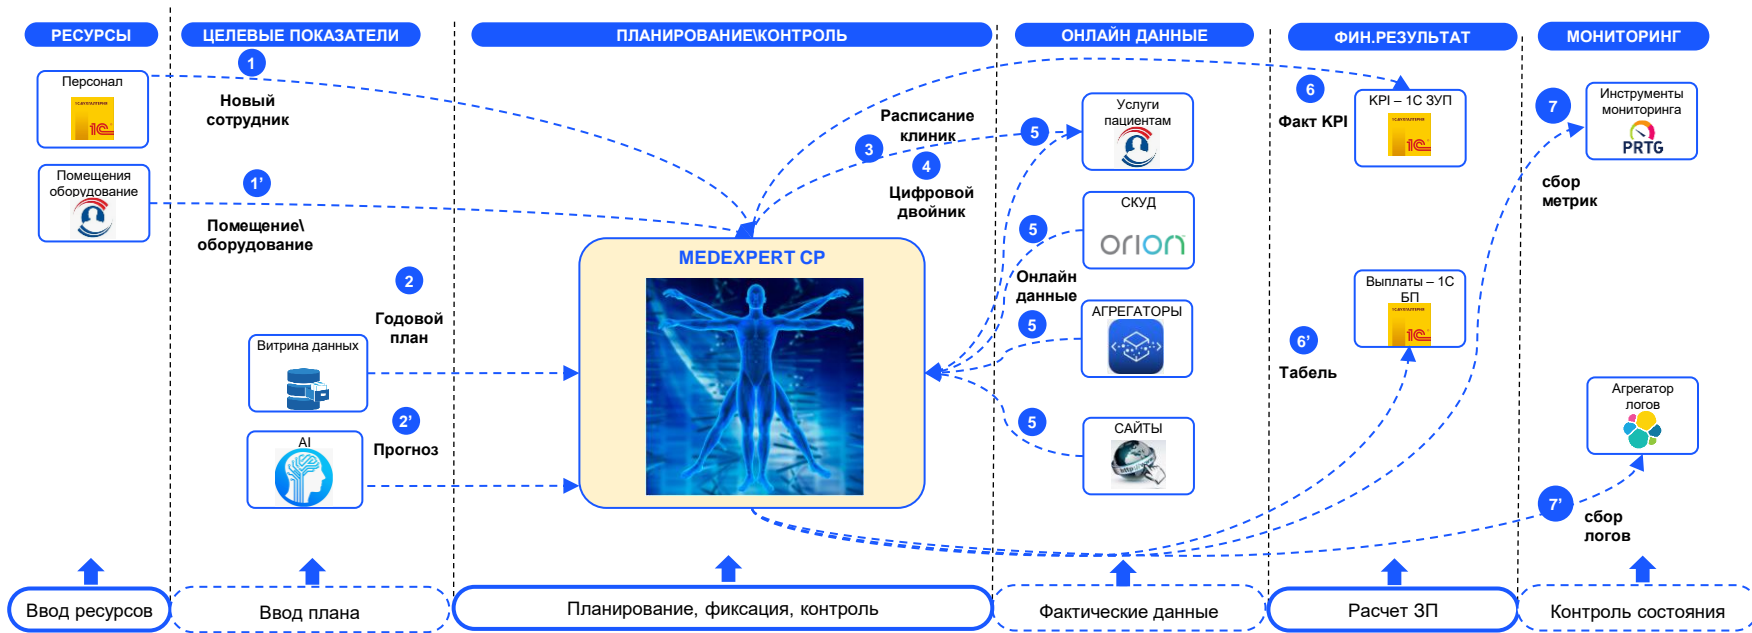 РЕСУРСЫ
ЦЕЛЕВЫЕ ПОКАЗАТЕЛИ
ПЛАНИРОВАНИЕ\КОНТРОЛЬ
ОНЛАЙН ДАННЫЕ
ФИН.РЕЗУЛЬТАТ
МОНИТОРИНГ
Персонал
1С
1
Новый
сотрудник
Помещения
оборудование
1’
Помещение\
оборудование
2
Годовой
план
Витрина данных
2’
Прогноз
AI
MEDEXPERT CP
Расписание
клиник
3
4
Цифровой
двойник
5
Услуги
пациентам
5
СКУД
orion
Онлайн
данные
5
АГРЕГАТОРЫ
5
САЙТЫ
6
Факт KPI
KPI – 1С ЗУП
1С
6’
Табель
Выплаты – 1С
БП
1С
7
сбор
метрик
Инструменты
мониторинга
PRTG
Агрегатор
логов
7’
сбор
логов
Ввод ресурсов
Ввод плана
Планирование, фиксация, контроль
Фактические данные
Расчет ЗП
Контроль состояния